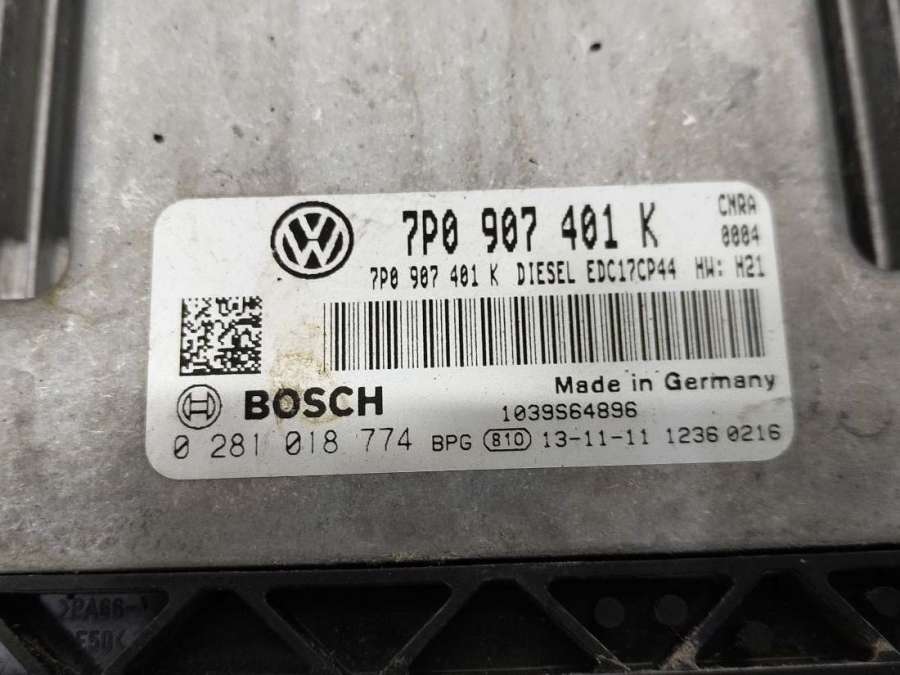 7P0 907 401 K CMRA
0004
7P0 907 401 K DIESEL EDC17CP44 HW: H21
Made in Germany
BOSCH 1039S64896
0 281 018 774 BPG 810 13-11-11 1236 0216
>PA66-